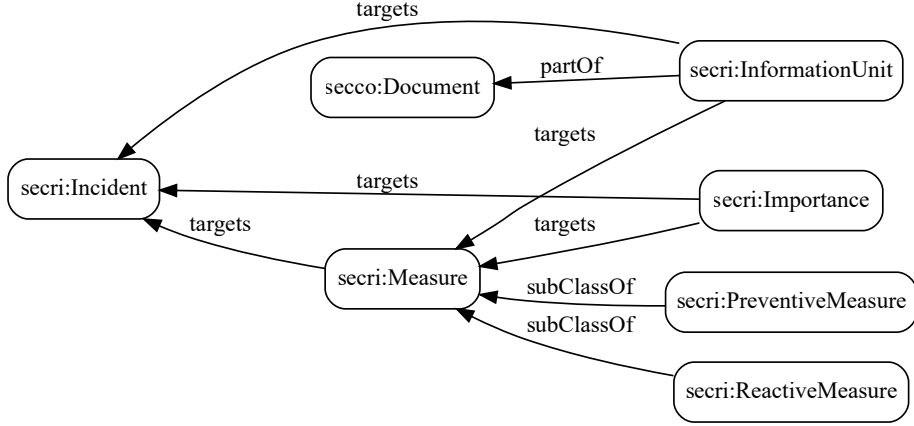 targets
secri:InformationUnit
partOf
secco:Document
targets
secri:Incident
targets
secri:Importance
targets
targets
secri:Measure
subClassOf
secri:PreventiveMeasure
subClassOf
secri:ReactiveMeasure